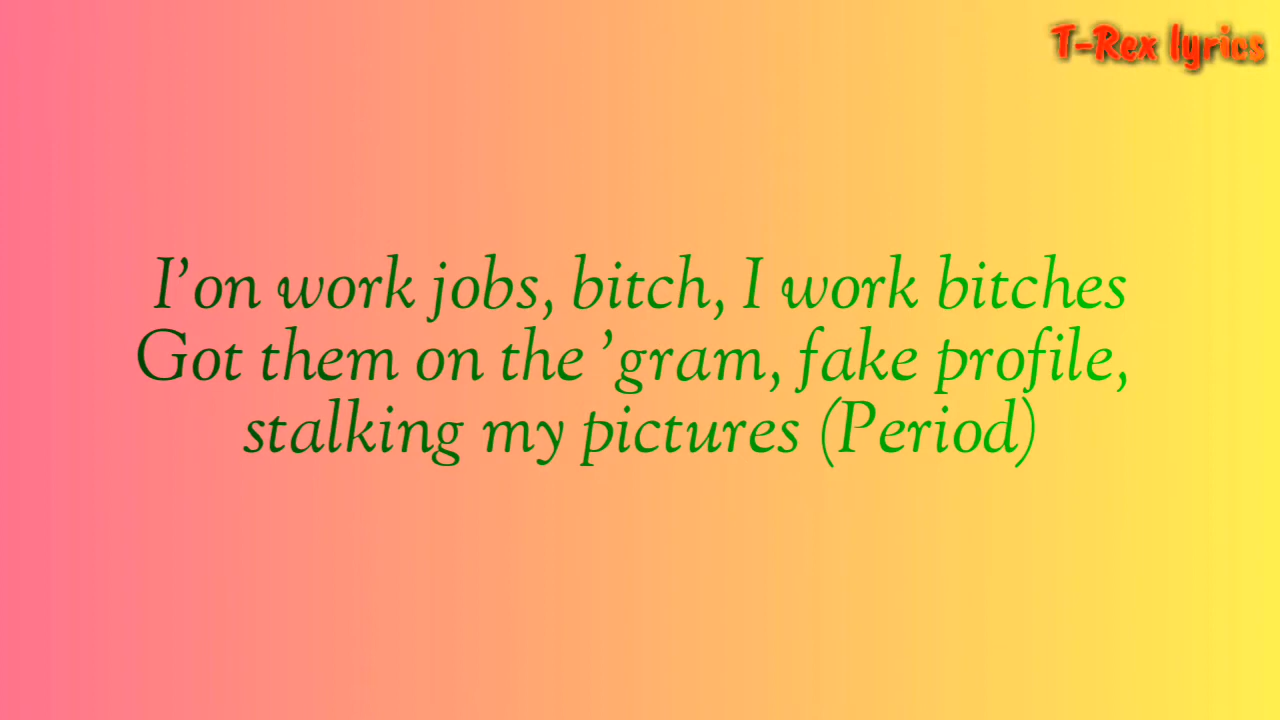 T-Rex lyrics
I’on work jobs, bitch, I work bitches
Got them on the ’gram, fake profile,
stalking my pictures (Period)